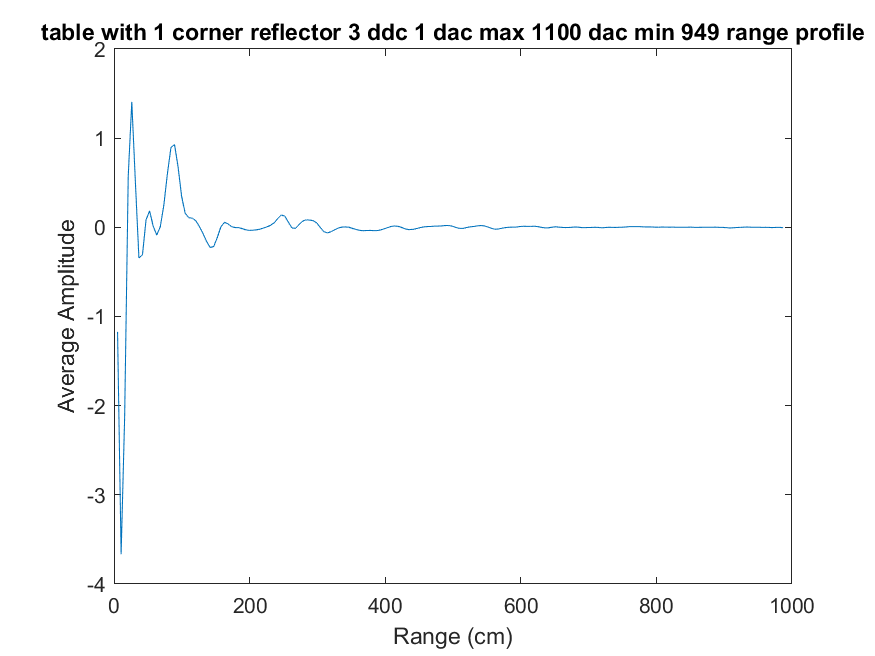 table with 1 corner reflector 3 ddc 1 dac max 1100 dac min 949 range profile
2
1
0
-1
-2
-3
-4
Average Amplitude
0 200 400 600 800 1000
Range (cm)